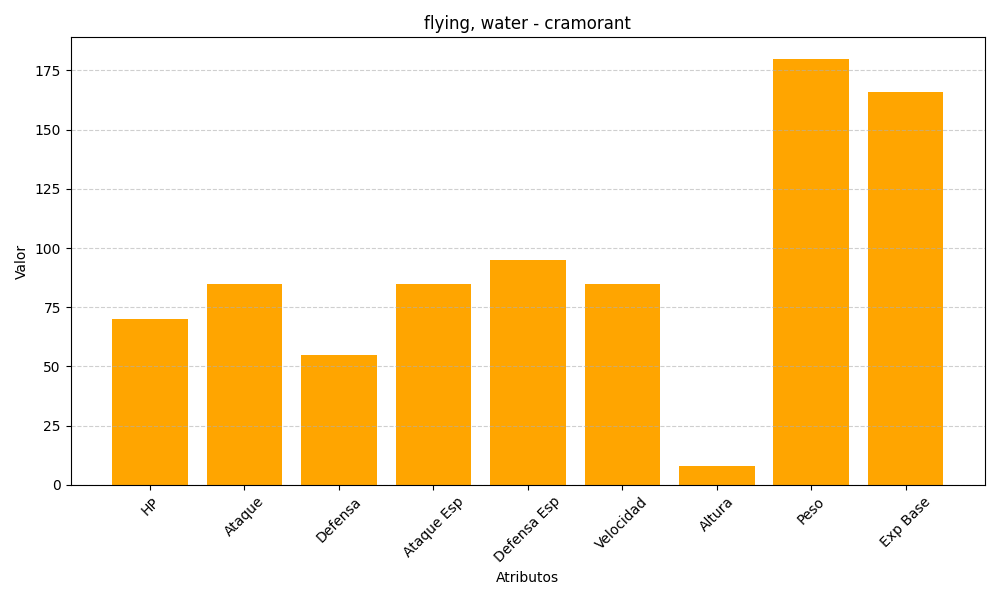 flying, water - cramorant
Valor
175
150
125
100
75
50
25
0
HP
Ataque
Defensa
Ataque Esp
Defensa Esp
Velocidad
Altura
Peso
Exp Base
Atributos